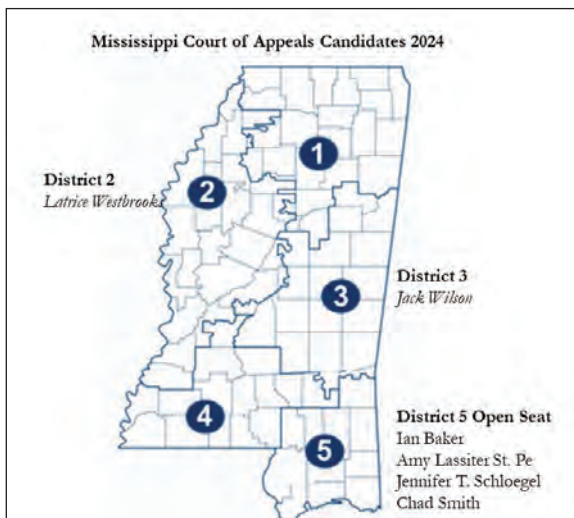 Mississippi Court of Appeals Candidates 2024
1
District 2
Latrice Westbrooks
2
District 3
Jack Wilson
3
4
District 5 Open Seat
Ian Baker
Amy Lassiter St. Pe
Jennifer T. Schloegel
Chad Smith
5